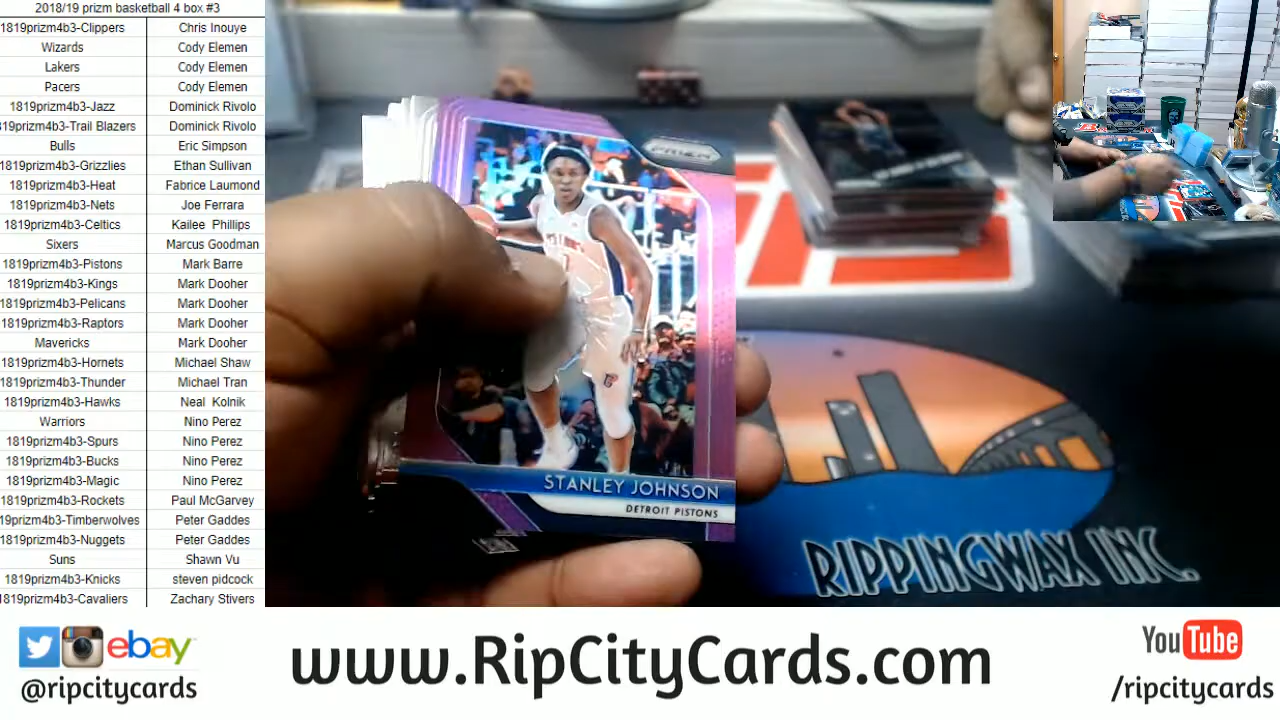 2018/19 prizm basketball 4 box #3
1819prizm4b3-Clippers Chris Inouye
Wizards Cody Elemen
Lakers Cody Elemen
Pacers Cody Elemen
1819prizm4b3-Jazz Dominick Rivolo
819prizm4b3-Trail Blazers Dominick Rivolo
Bulls Eric Simpson
1819prizm4b3-Grizzlies Ethan Sullivan
1819prizm4b3-Heat Fabrice Laumond
1819prizm4b3-Nets Joe Ferrara
1819prizm4b3-Celtics Kailee Phillips
Sixers Marcus Goodman
1819prizm4b3-Pistons Mark Barre
1819prizm4b3-Kings Mark Dooher
1819prizm4b3-Pelicans Mark Dooher
1819prizm4b3-Raptors Mark Dooher
Mavericks Mark Dooher
1819prizm4b3-Hornets Michael Shaw
1819prizm4b3-Thunder Michael Tran
1819prizm4b3-Hawks Neal Kolnik
Warriors Nino Perez
1819prizm4b3-Spurs Nino Perez
1819prizm4b3-Bucks Nino Perez
1819prizm4b3-Magic Nino Perez
1819prizm4b3-Rockets Paul McGarvey
19prizm4b3-Timberwolves Peter Gaddes
1819prizm4b3-Nuggets Peter Gaddes
Suns Shawn Vu
1819prizm4b3-Knicks steven pidcock
1819prizm4b3-Cavaliers Zachary Stivers
PRIZM
STANLEY JOHNSON
DETROIT PISTONS
RIPPINGWAX INC.
ebay
@ripcitycards
www.RipCityCards.com
YouTube
/ripcitycards